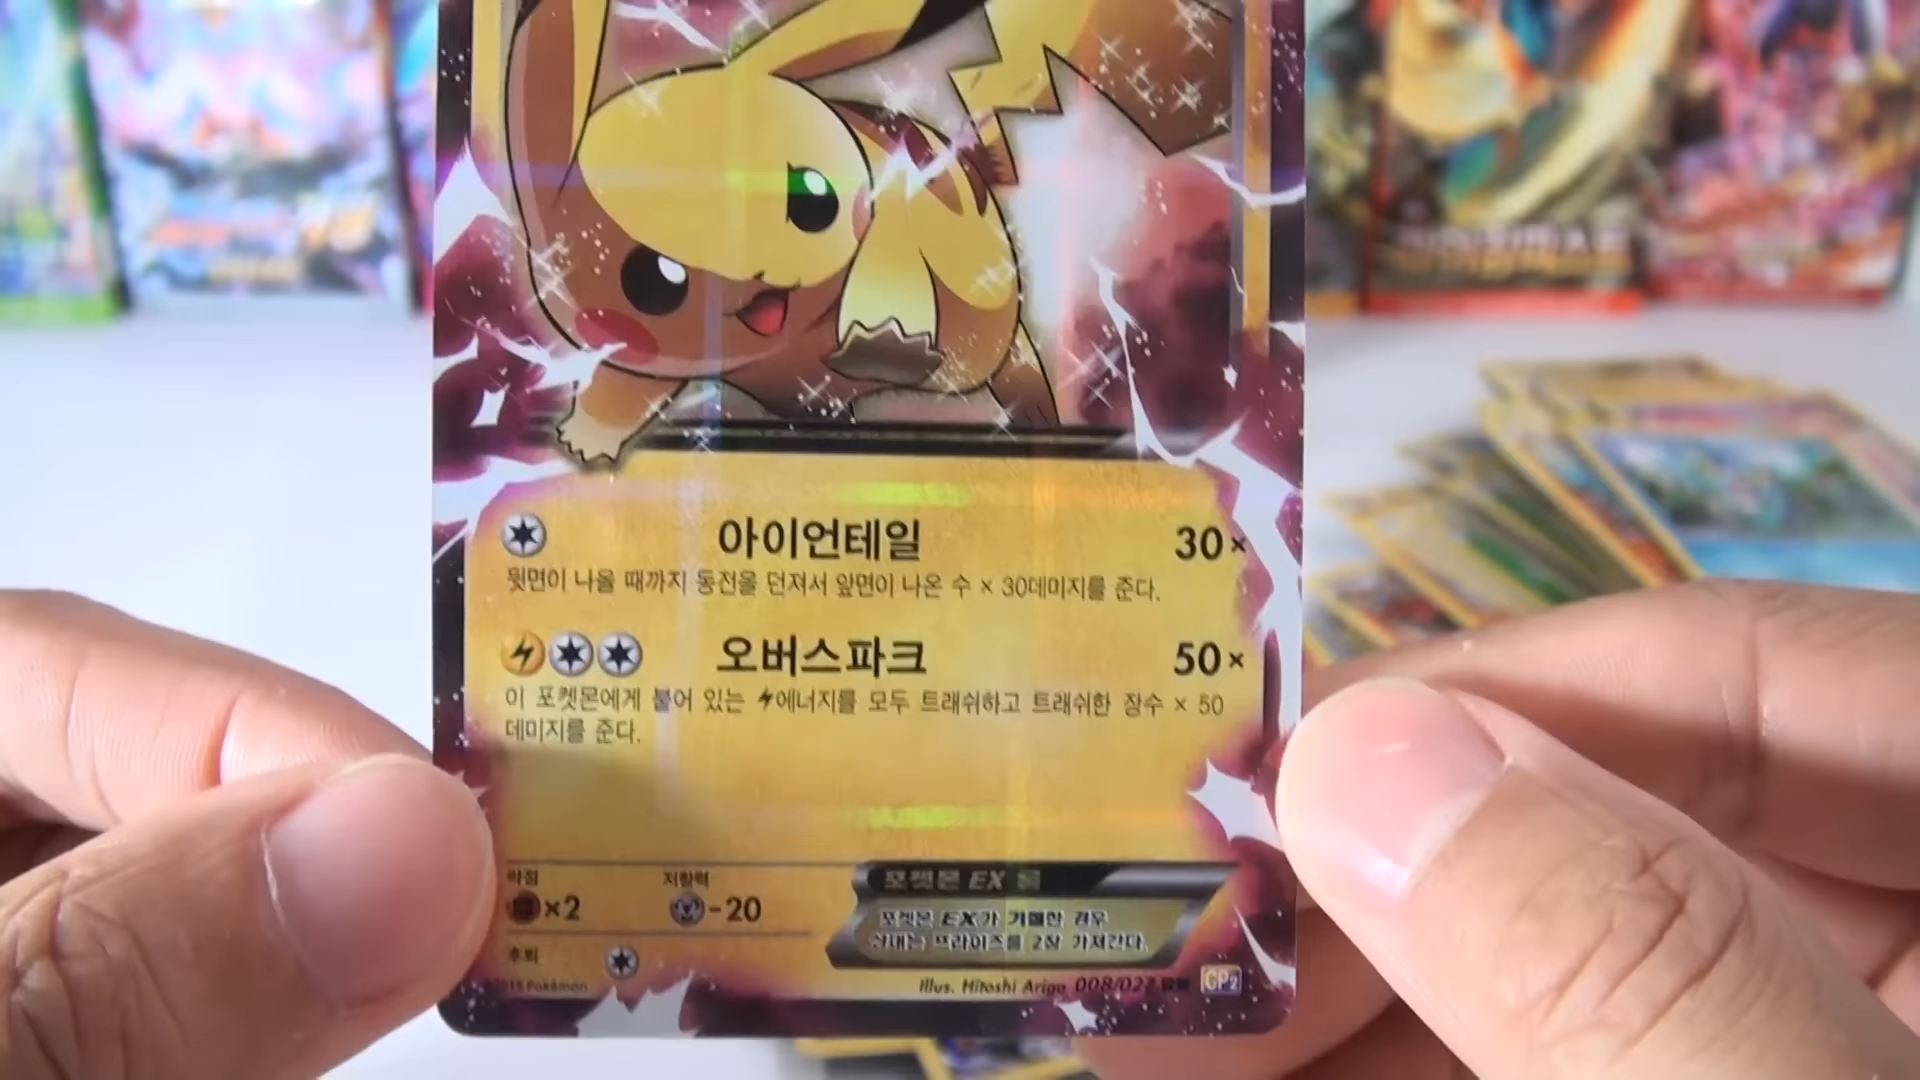 아이언테일 30×
뒷면이 나올 때까지 동전을 던져서 앞면이 나온 수 × 30데미지를 준다.
오버스파크 50×
이 포켓몬에게 붙어 있는 에너지를 모두 트래쉬하고 트래쉬한 장수 × 50
데미지를 준다.
약점 저항력
×2 -20
포켓몬 EX 룰
포켓몬 EX가 기절한 경우
상대는 프라이즈를 2장 가져간다.
후퇴
©2015 Pokémon
Illus. Hitoshi Ariga 008/027 RR CP2